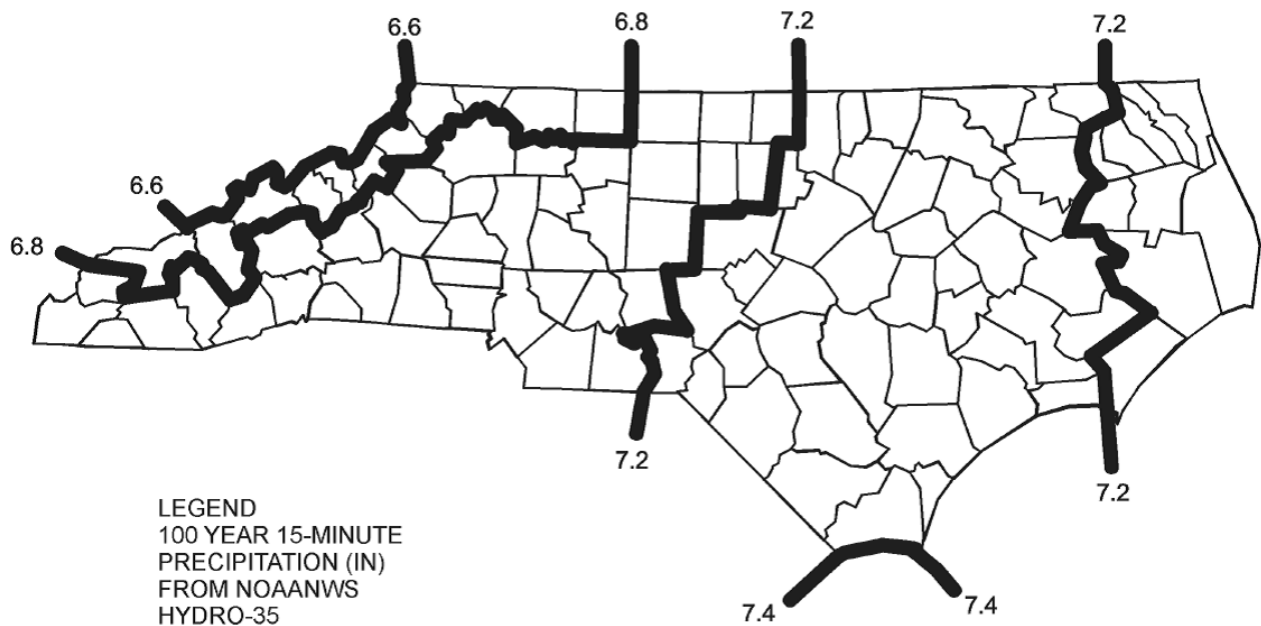 6.6
6.8
7.2
7.2
6.6
6.8
7.2
7.2
7.4
7.4
LEGEND
100 YEAR 15-MINUTE
PRECIPITATION (IN)
FROM NOAANWS
HYDRO-35